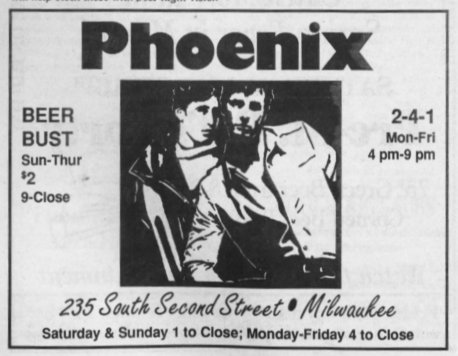 Phoenix
BEER
BUST
Sun-Thur
$2
9-Close
2-4-1
Mon-Fri
4 pm-9 pm
235 South Second Street • Milwaukee
Saturday & Sunday 1 to Close; Monday-Friday 4 to Close